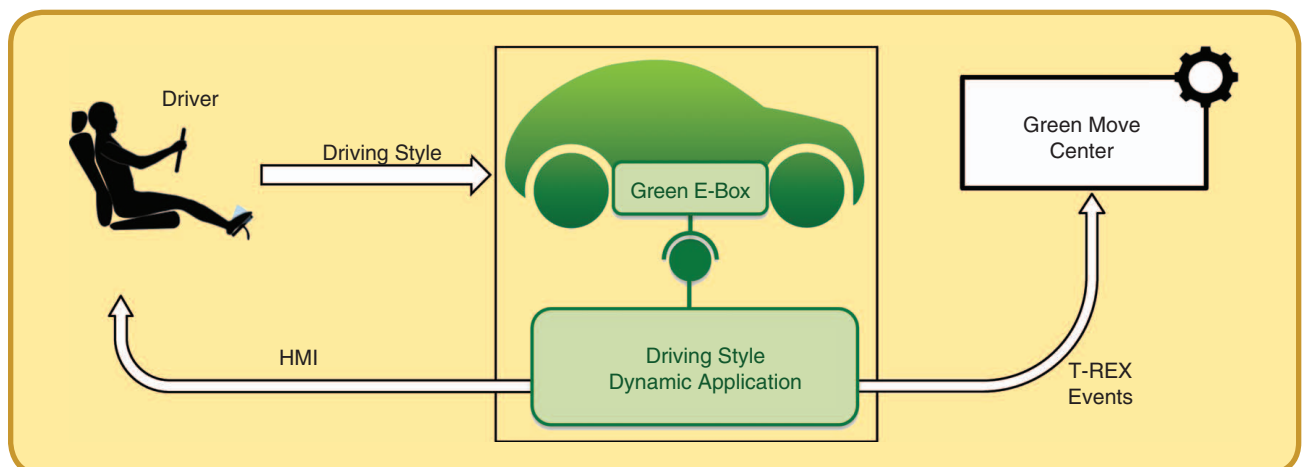 Driver
Driving Style
Green E-Box
Green Move
Center
HMI
Driving Style
Dynamic Application
T-REX
Events